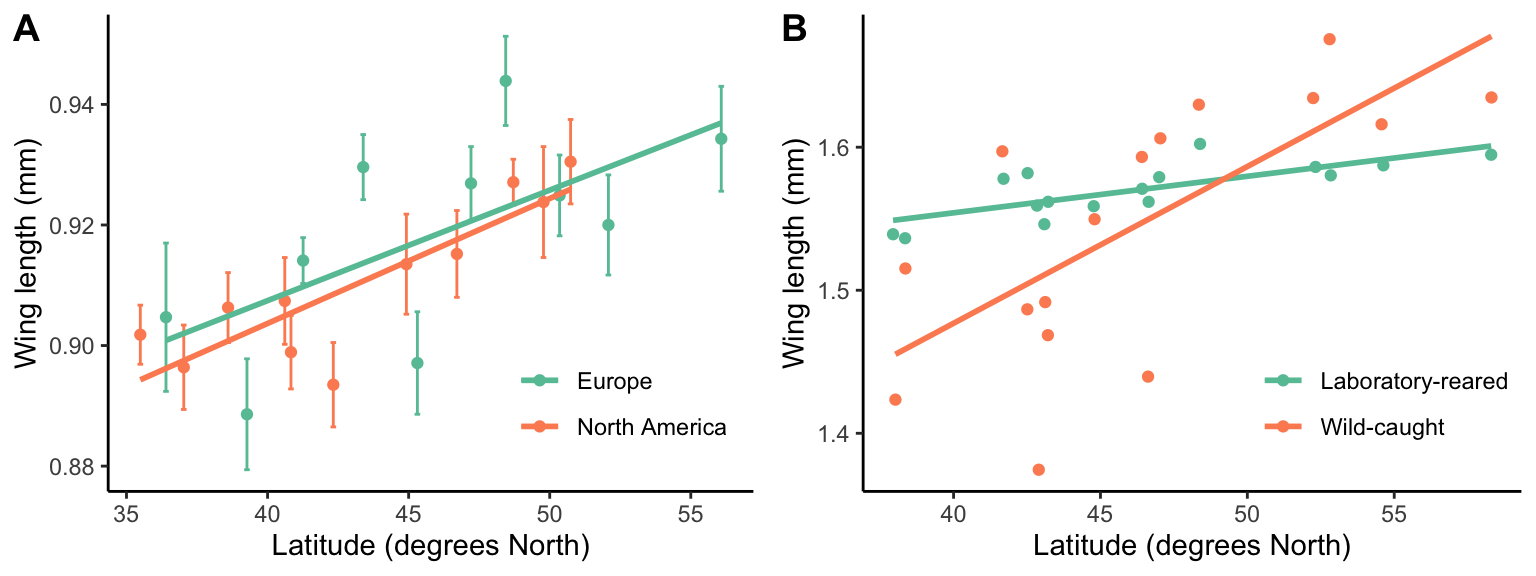 A
Wing length (mm)
0.94
0.92
0.90
0.88
Europe
North America
35 40 45 50 55
Latitude (degrees North)
B
Wing length (mm)
1.6
1.5
1.4
Laboratory-reared
Wild-caught
40 45 50 55
Latitude (degrees North)